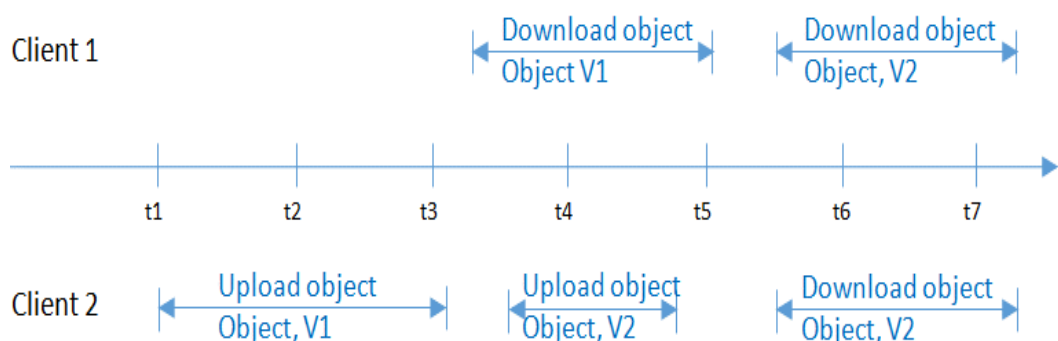 Client 1
Download object
Object V1
Download object
Object, V2
t1 t2 t3 t4 t5 t6 t7
Client 2
Upload object
Object, V1
Upload object
Object, V2
Download object
Object, V2